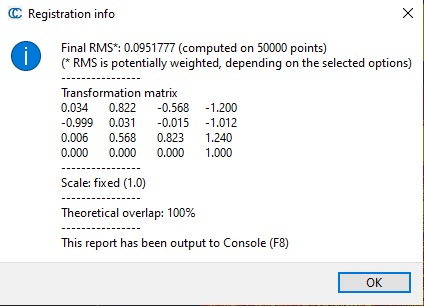 Registration info
Final RMS*: 0.0951777 (computed on 50000 points)
(* RMS is potentially weighted, depending on the selected options)
----------------
Transformation matrix
0.034 0.822 -0.568 -1.200
-0.999 0.031 -0.015 -1.012
0.006 0.568 0.823 1.240
0.000 0.000 0.000 1.000
----------------
Scale: fixed (1.0)
----------------
Theoretical overlap: 100%
----------------
This report has been output to Console (F8)
OK